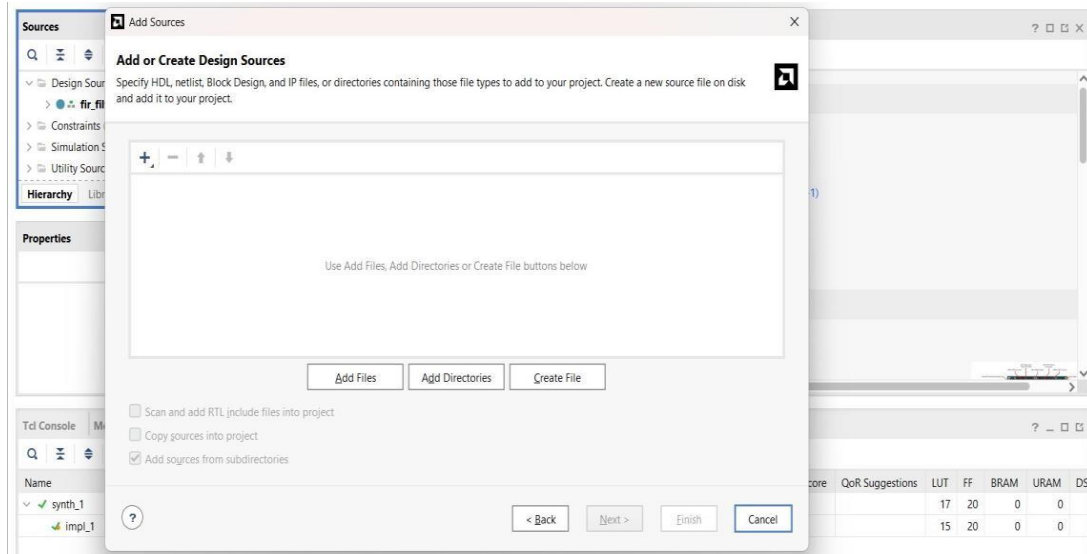 Sources
Design Sour
fir_fil
Constraints
Simulation S
Utility Sourc
Hierarchy Libr
Properties
Add Sources
Add or Create Design Sources
Specify HDL, netlist, Block Design, and IP files, or directories containing those file types to add to your project. Create a new source file on disk
and add it to your project.
Use Add Files, Add Directories or Create File buttons below
Add Files Add Directories Create File
Scan and add RTL include files into project
Copy sources into project
Add sources from subdirectories
? < Back Next > Finish Cancel
-1)
Tcl Console M
Name core QoR Suggestions LUT FF BRAM URAM DS
synth_1 17 20 0 0
impl_1 15 20 0 0